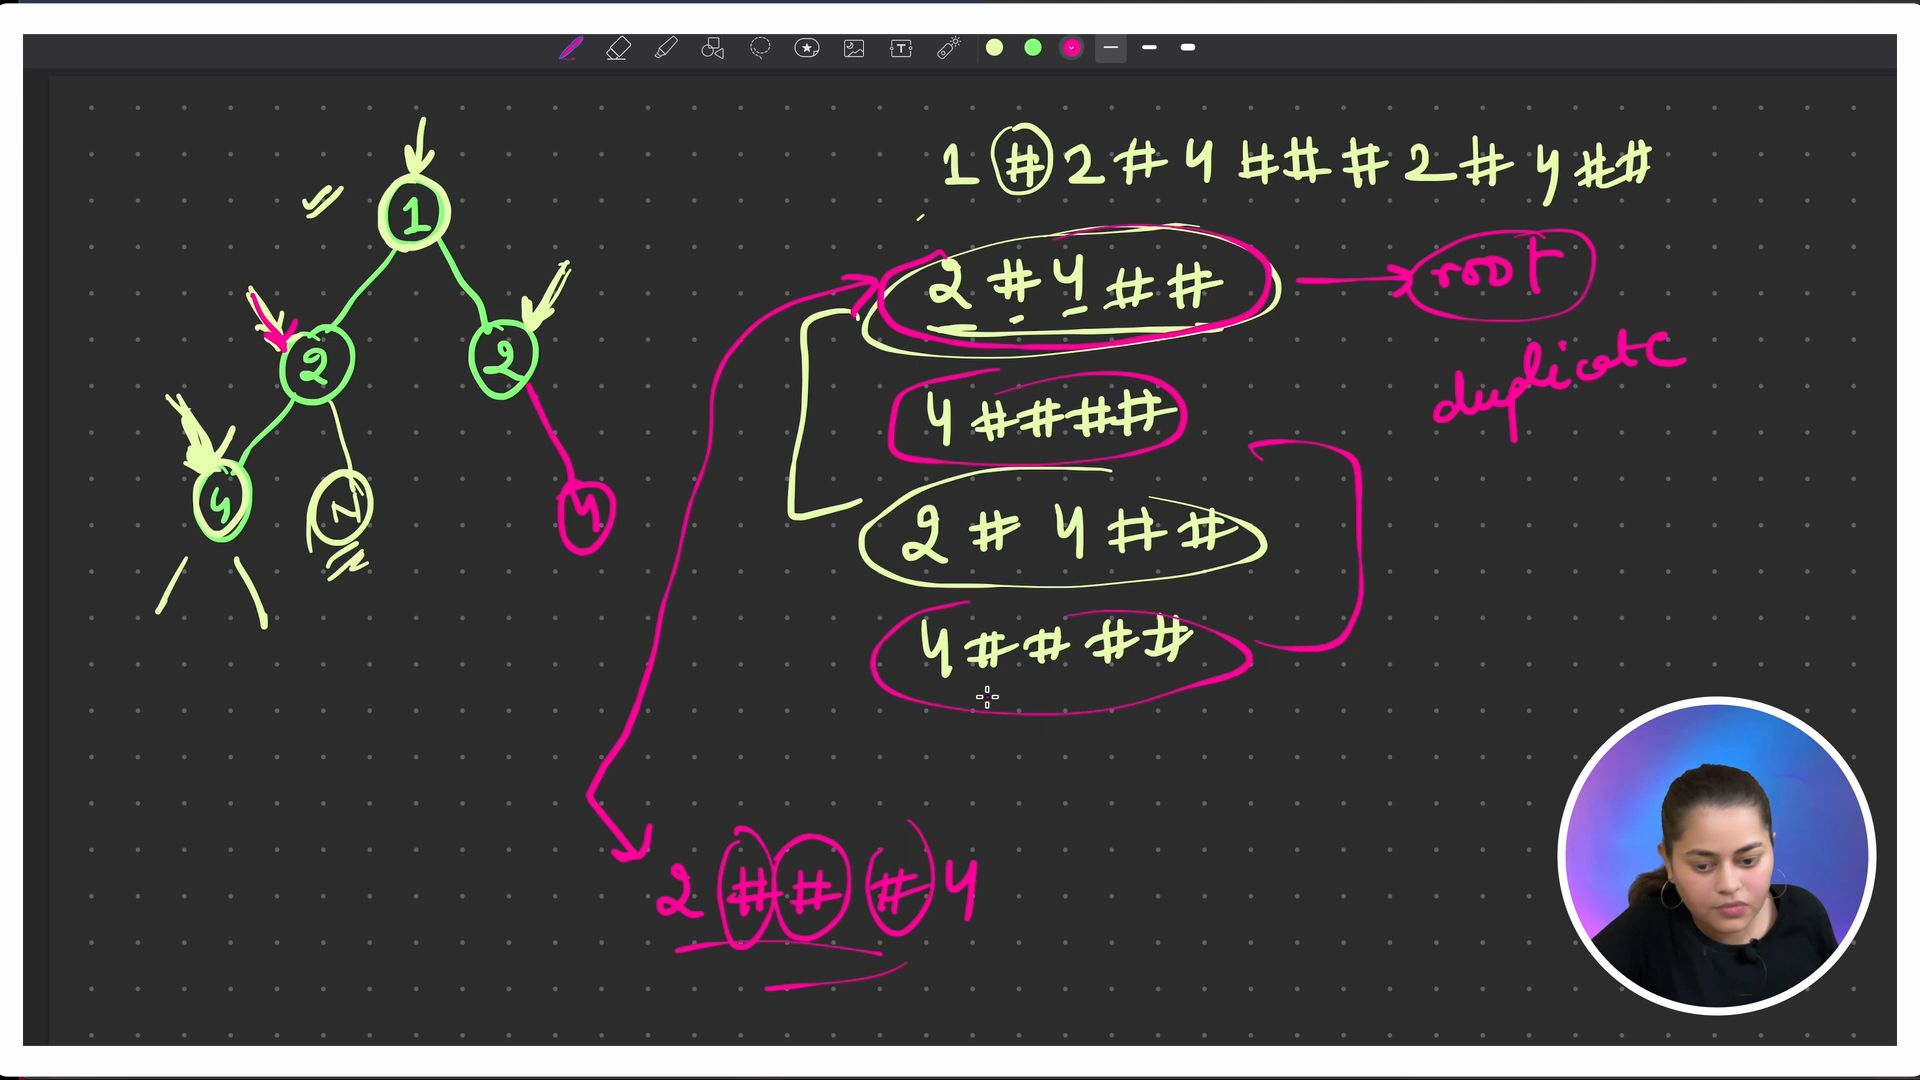 1 # 2 # 4 # # # 2 # 4 # #
1
2 # 4 # #
root
2
2
duplicate
4 # # # #
4
N
4
2 # 4 # #
4 # # # #
2 # # # 4